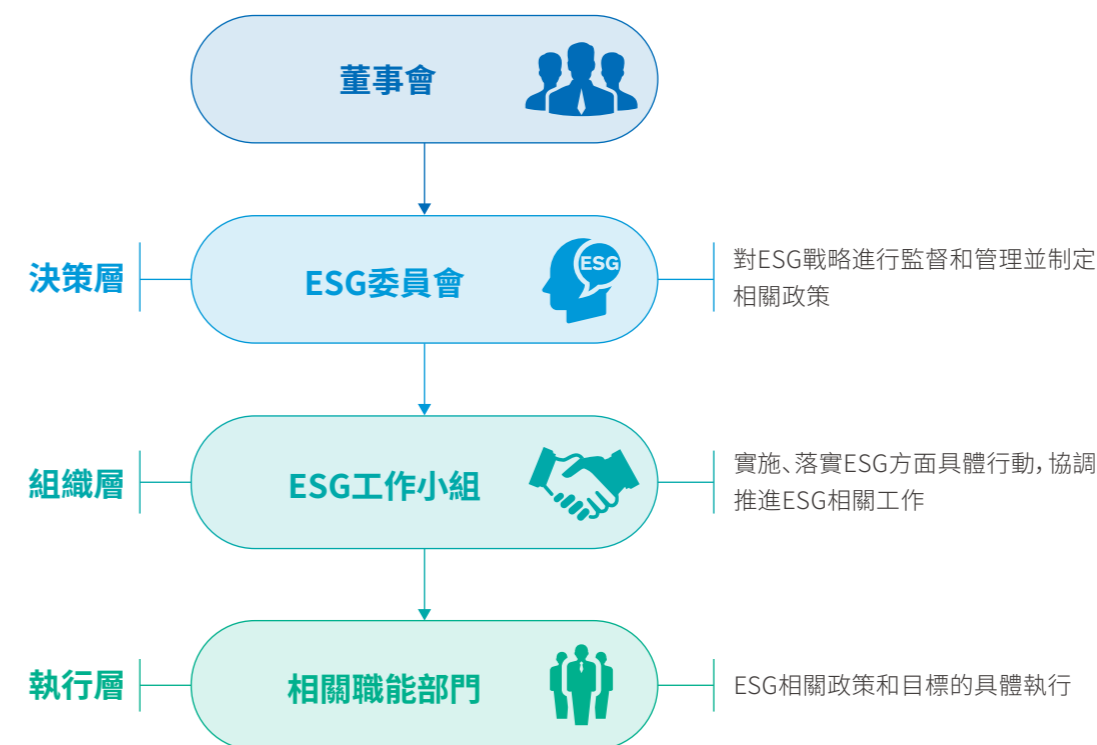 董事會
決策層
ESG委員會
ESG
對ESG戰略進行監督和管理並制定
相關政策
組織層
ESG工作小組
實施、落實ESG方面具體行動，協調
推進ESG相關工作
執行層
相關職能部門
ESG相關政策和目標的具體執行